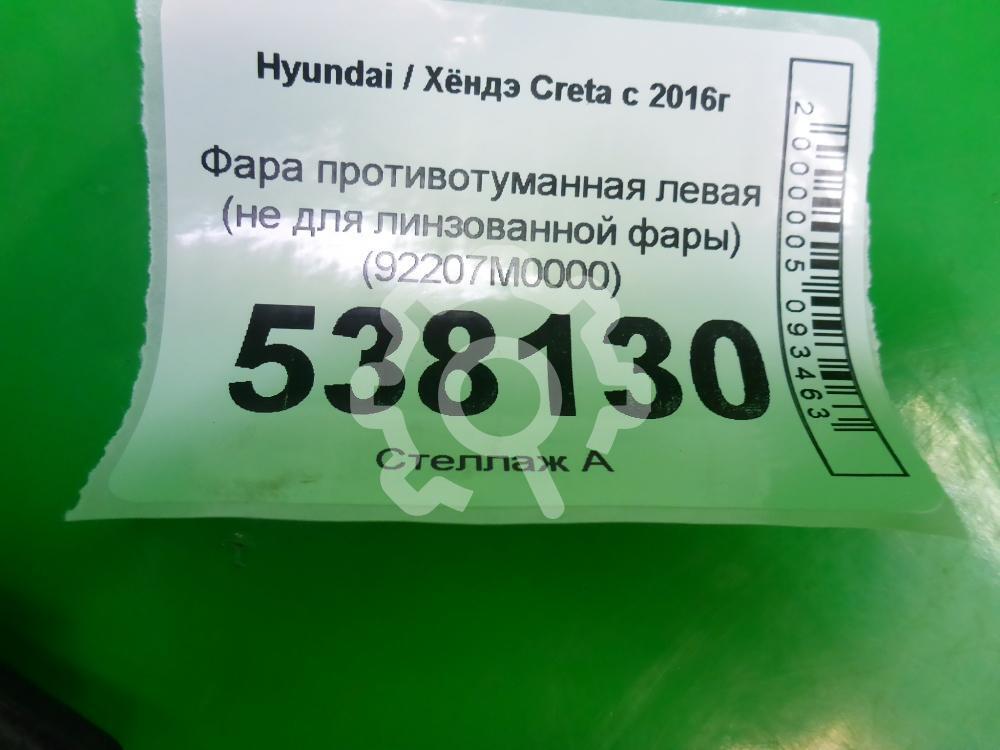 Hyundai / Хёндэ Creta с 2016г
Фара противотуманная левая
(не для линзованной фары)
(92207M0000)
538130
Стеллаж А
2000005093463